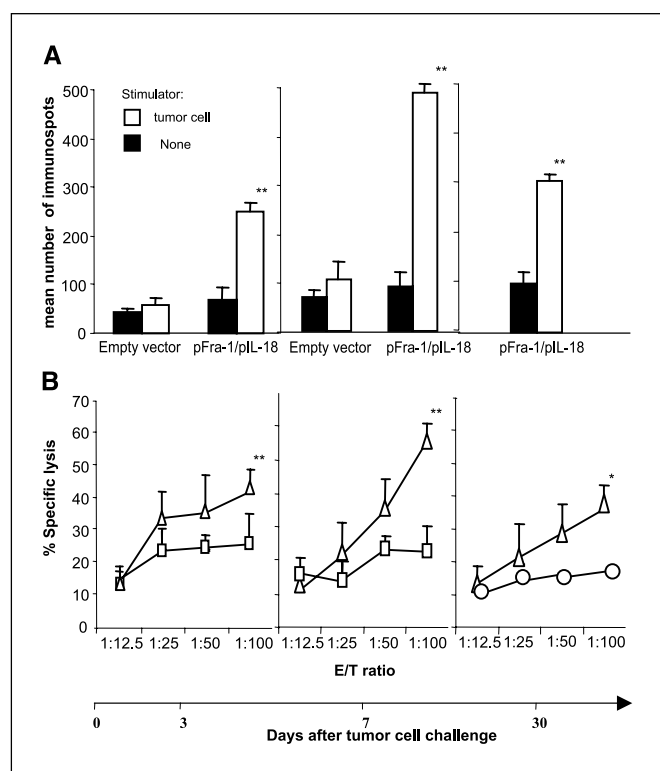 A
mean number of immunospots
500
400
300
200
100
0
Stimulator:
tumor cell
None
**
**
**
Empty vector pFra-1/pIL-18 Empty vector pFra-1/pIL-18 pFra-1/pIL-18
B
% Specific lysis
70
60
50
40
30
20
10
0
**
**
*
1:12.5 1:25 1:50 1:100 1:12.5 1:25 1:50 1:100 1:12.5 1:25 1:50 1:100
E/T ratio
0 3 7 30
Days after tumor cell challenge